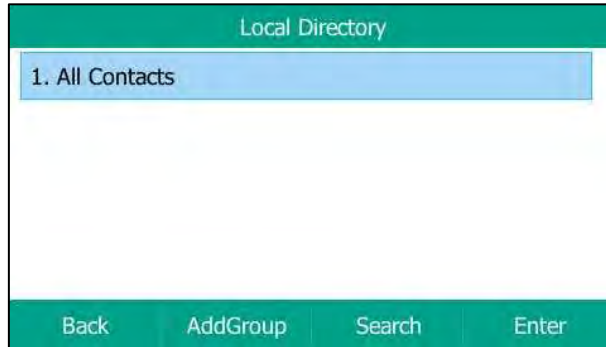 Local Directory
1. All Contacts
Back AddGroup Search Enter